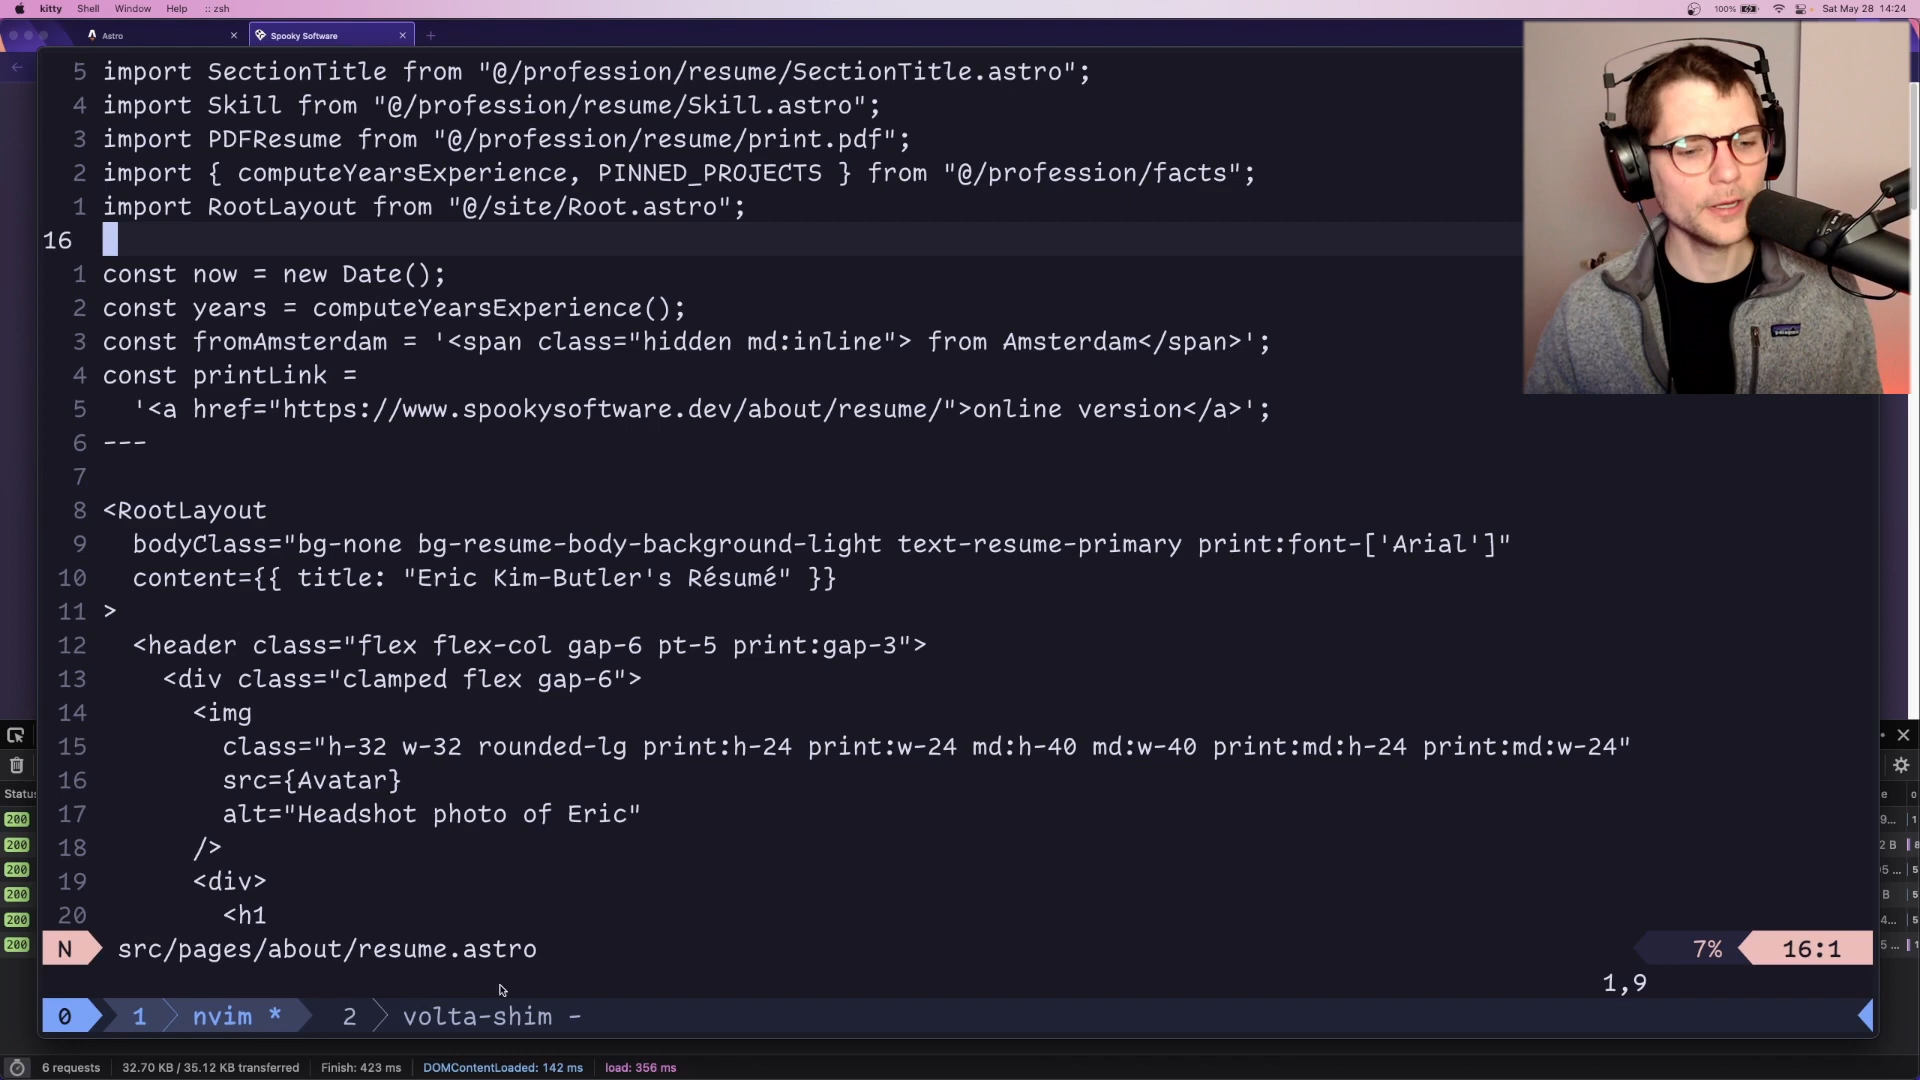 kitty Shell Window Help :: zsh 100% Sat May 28 14:24
Astro × Spooky Software × +
5 import SectionTitle from "@/profession/resume/SectionTitle.astro";
4 import Skill from "@/profession/resume/Skill.astro";
3 import PDFResume from "@/profession/resume/print.pdf";
2 import { computeYearsExperience, PINNED_PROJECTS } from "@/profession/facts";
1 import RootLayout from "@/site/Root.astro";
16
1 const now = new Date();
2 const years = computeYearsExperience();
3 const fromAmsterdam = '<span class="hidden md:inline"> from Amsterdam</span>';
4 const printLink =
5 '<a href="https://www.spookysoftware.dev/about/resume/">online version</a>';
6 ---
7
8 <RootLayout
9 bodyClass="bg-none bg-resume-body-background-light text-resume-primary print:font-['Arial']"
10 content={{ title: "Eric Kim-Butler's Résumé" }}
11 >
12 <header class="flex flex-col gap-6 pt-5 print:gap-3">
13 <div class="clamped flex gap-6">
14 <img
15 class="h-32 w-32 rounded-lg print:h-24 print:w-24 md:h-40 md:w-40 print:md:h-24 print:md:w-24"
16 src={Avatar}
17 alt="Headshot photo of Eric"
18 />
19 <div>
20 <h1
N src/pages/about/resume.astro 7% 16:1
1,9
0 1 nvim * 2 volta-shim -
Status
200
200
200
200
200
200
6 requests 32.70 KB / 35.12 KB transferred Finish: 423 ms DOMContentLoaded: 142 ms load: 356 ms